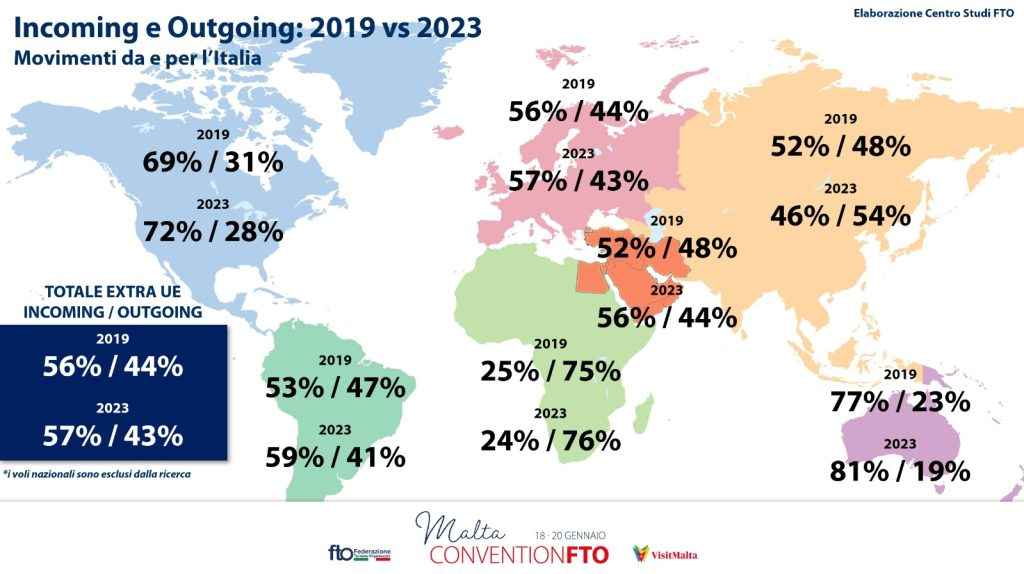 Incoming e Outgoing: 2019 vs 2023
Movimenti da e per l'Italia
Elaborazione Centro Studi FTO
2019
69% / 31%
2023
72% / 28%
2019
56% / 44%
2023
57% / 43%
2019
52% / 48%
2023
46% / 54%
2019
52% / 48%
2023
56% / 44%
TOTALE EXTRA UE
INCOMING / OUTGOING
2019
56% / 44%
2023
57% / 43%
*i voli nazionali sono esclusi dalla ricerca
2019
53% / 47%
2023
59% / 41%
2019
25% / 75%
2023
24% / 76%
2019
77% / 23%
2023
81% / 19%
fto Federazione
Turismo Organizzato
Malta 18 · 20 GENNAIO
CONVENTIONFTO
VisitMalta